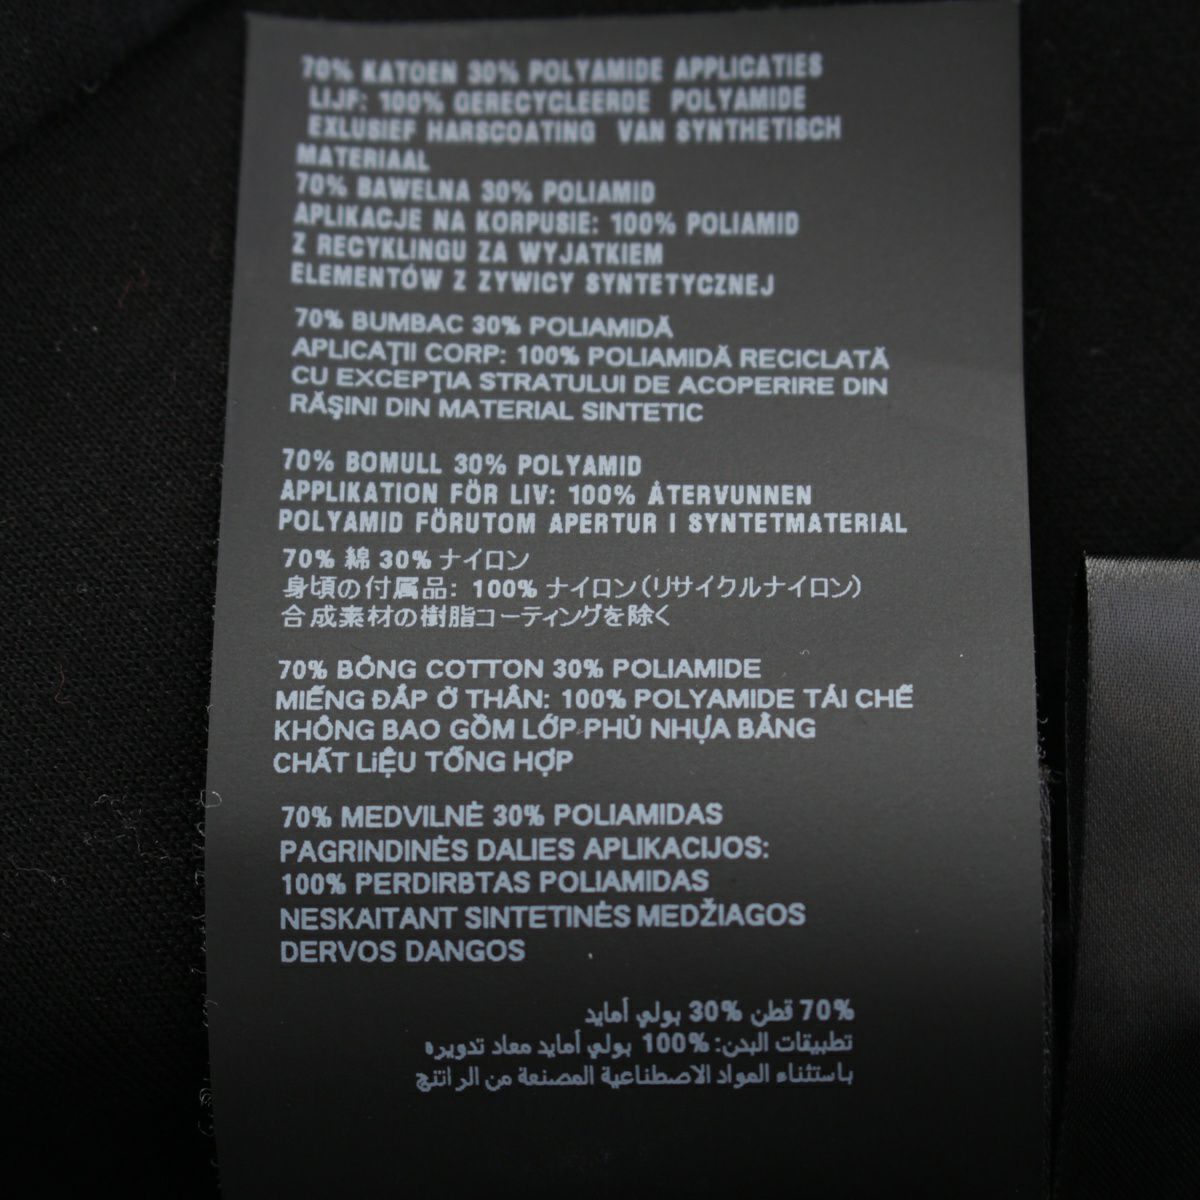 70% KATOEN 30% POLYAMIDE APPLICATIES
LIJF: 100% GERECYCLEERDE POLYAMIDE
EXLUSIEF HARSCOATING VAN SYNTHETISCH
MATERIAAL
70% BAWELNA 30% POLIAMID
APLIKACJE NA KORPUSIE: 100% POLIAMID
Z RECYKLINGU ZA WYJATKIEM
ELEMENTÓW Z ZYWICY SYNTETYCZNEJ
70% BUMBAC 30% POLIAMIDĂ
APLICAŢII CORP: 100% POLIAMIDĂ RECICLATĂ
CU EXCEPŢIA STRATULUI DE ACOPERIRE DIN
RĂŞINI DIN MATERIAL SINTETIC
70% BOMULL 30% POLYAMID
APPLIKATION FÖR LIV: 100% ÅTERVUNNEN
POLYAMID FÖRUTOM APERTUR I SYNTETMATERIAL
70% 綿 30% ナイロン
身頃の付属品: 100% ナイロン(リサイクルナイロン)
合成素材の樹脂コーティングを除く
70% BÔNG COTTON 30% POLIAMIDE
MIẾNG ĐẮP Ở THÂN: 100% POLYAMIDE TÁI CHẾ
KHÔNG BAO GỒM LỚP PHỦ NHỰA BẰNG
CHẤT LIỆU TỔNG HỢP
70% MEDVILNĖ 30% POLIAMIDAS
PAGRINDINĖS DALIES APLIKACIJOS:
100% PERDIRBTAS POLIAMIDAS
NESKAITANT SINTETINĖS MEDŽIAGOS
DERVOS DANGOS
70% قطن 30% بولي أمايد
تطبيقات البدن: 100% بولي أمايد معاد تدويره
باستثناء المواد الاصطناعية المصنعة من الراتنج